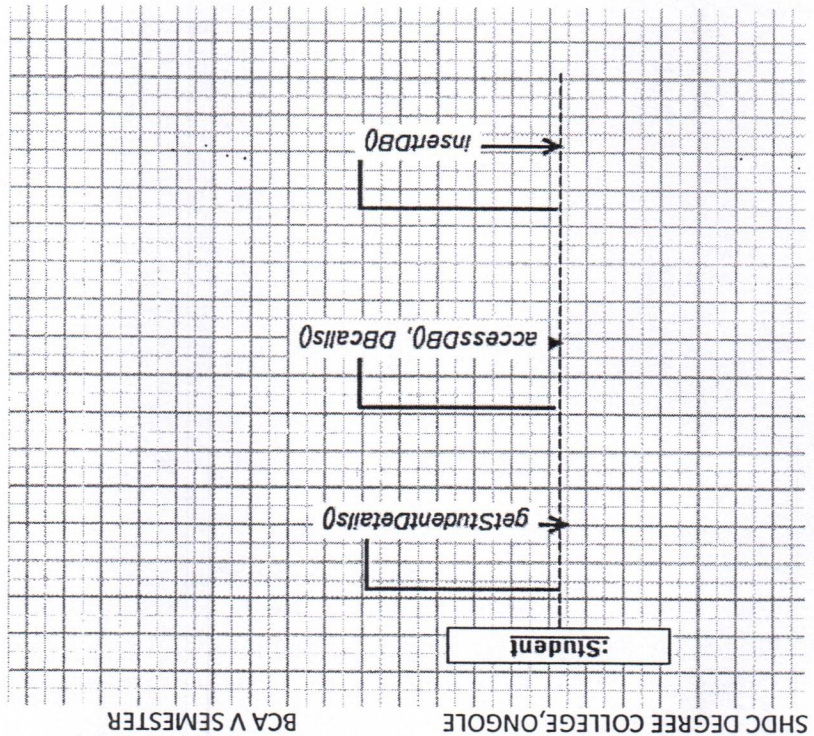 SHDC DEGREE COLLEGE,ONGOLE BCA V SEMESTER
:Student
getStudentDetails()
accessDB(), DBcalls()
insertDB()